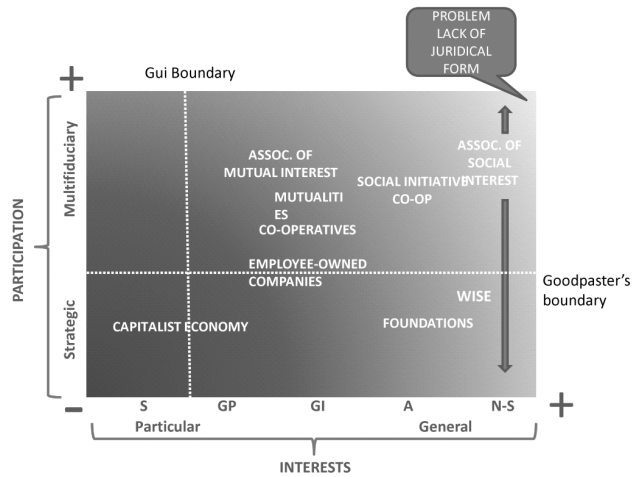 PROBLEM
LACK OF
JURIDICAL
FORM
+
Gui Boundary
PARTICIPATION
Multifiduciary
Strategic
ASSOC. OF
MUTUAL INTEREST
ASSOC. OF
SOCIAL
INTEREST
SOCIAL INITIATIVE
CO-OP
MUTUALITI
ES
CO-OPERATIVES
EMPLOYEE-OWNED
COMPANIES
Goodpaster's
boundary
WISE
CAPITALIST ECONOMY
FOUNDATIONS
–
S GP GI A N-S
+
Particular General
INTERESTS